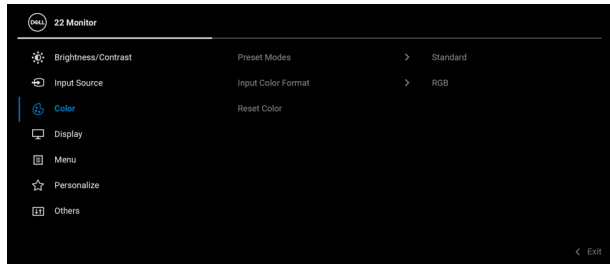 DELL 22 Monitor
Brightness/Contrast Preset Modes > Standard
Input Source Input Color Format > RGB
Color Reset Color
Display
Menu
Personalize
Others
< Exit